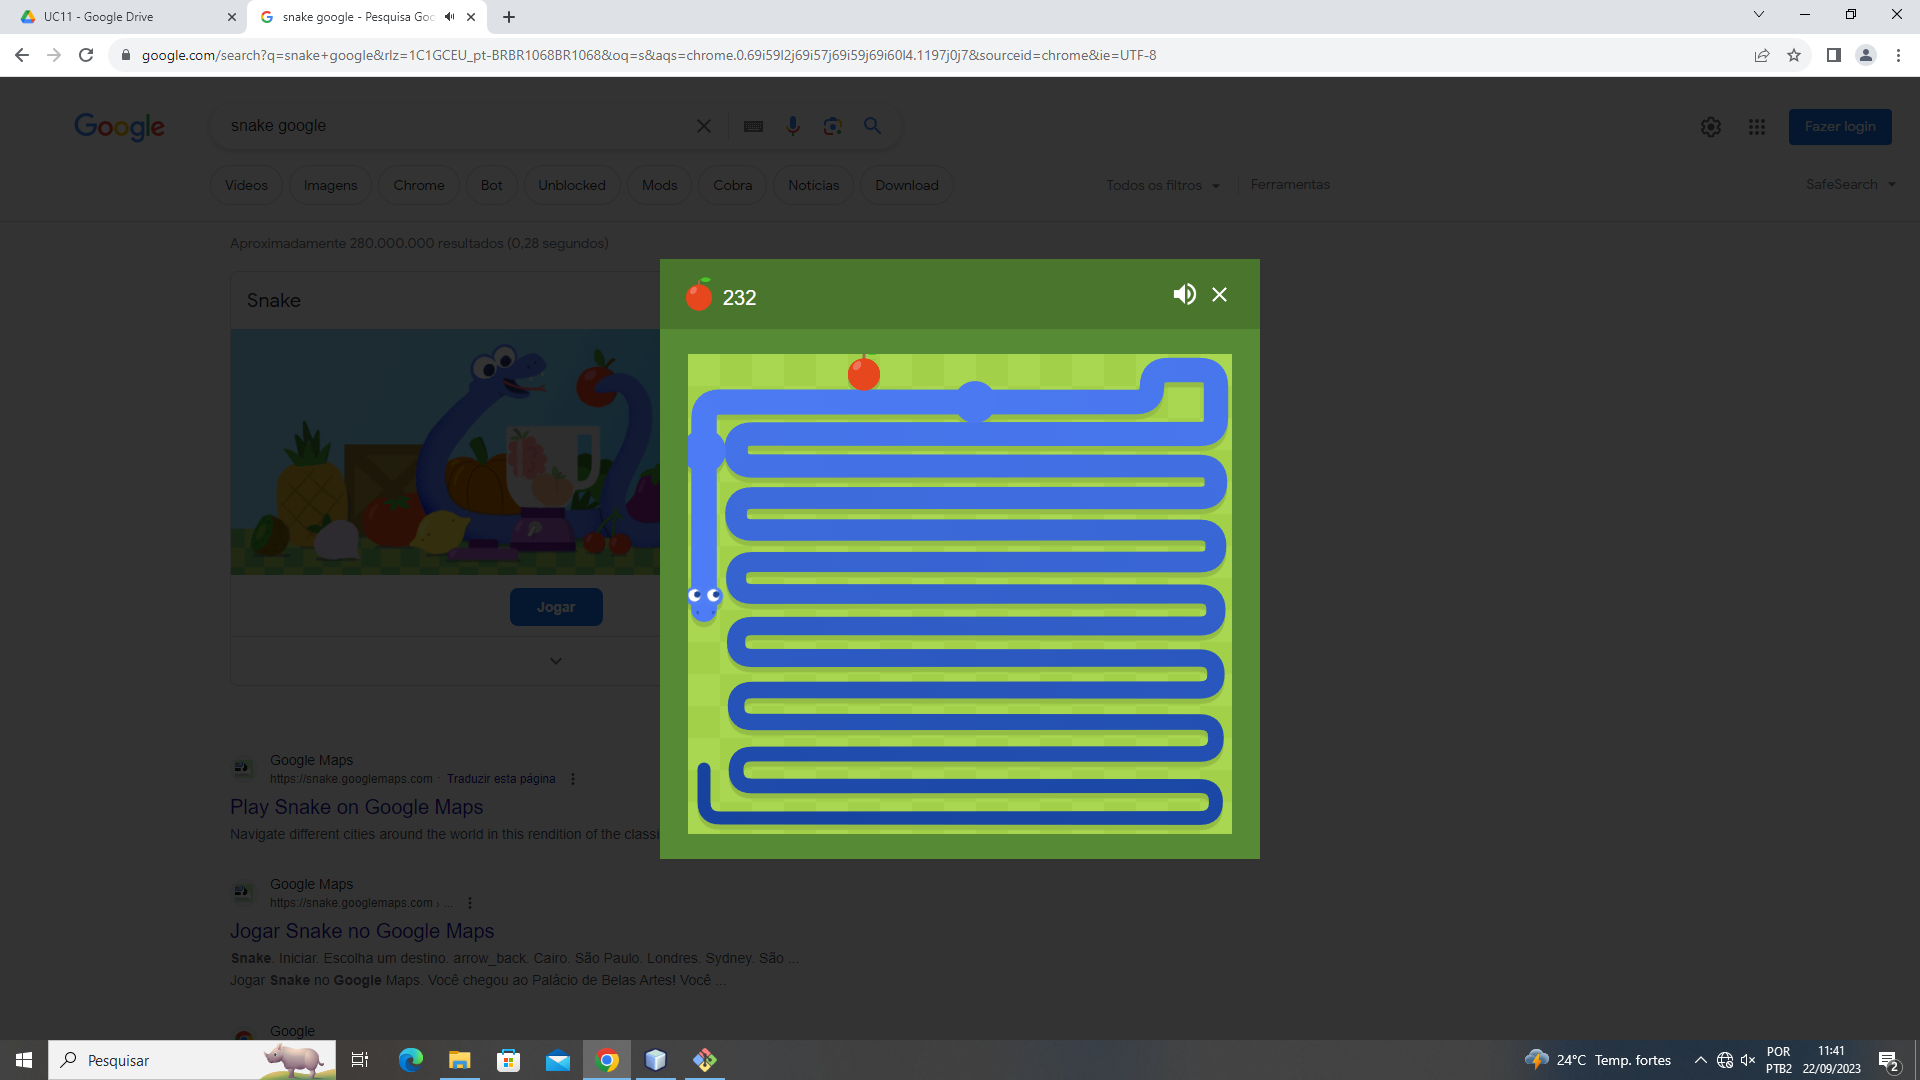 UC11 - Google Drive
snake google - Pesquisa Goo
google.com/search?q=snake+google&rlz=1C1GCEU_pt-BRBR1068BR1068&oq=s&aqs=chrome.0.69i59l2j69i57j69i59j69i60l4.1197j0j7&sourceid=chrome&ie=UTF-8
Google
snake google
Fazer login
Vídeos
Imagens
Chrome
Bot
Unblocked
Mods
Cobra
Notícias
Download
Todos os filtros
Ferramentas
SafeSearch
Aproximadamente 280.000.000 resultados (0,28 segundos)
Snake
232
Jogar
Google Maps
https://snake.googlemaps.com · Traduzir esta página
Play Snake on Google Maps
Navigate different cities around the world in this rendition of the classi
Google Maps
https://snake.googlemaps.com › ...
Jogar Snake no Google Maps
Snake. Iniciar. Escolha um destino. arrow_back. Cairo. São Paulo. Londres. Sydney. São ...
Jogar Snake no Google Maps. Você chegou ao Palácio de Belas Artes! Você ...
Google
Pesquisar
24°C Temp. fortes
POR
PTB2
11:41
22/09/2023
2